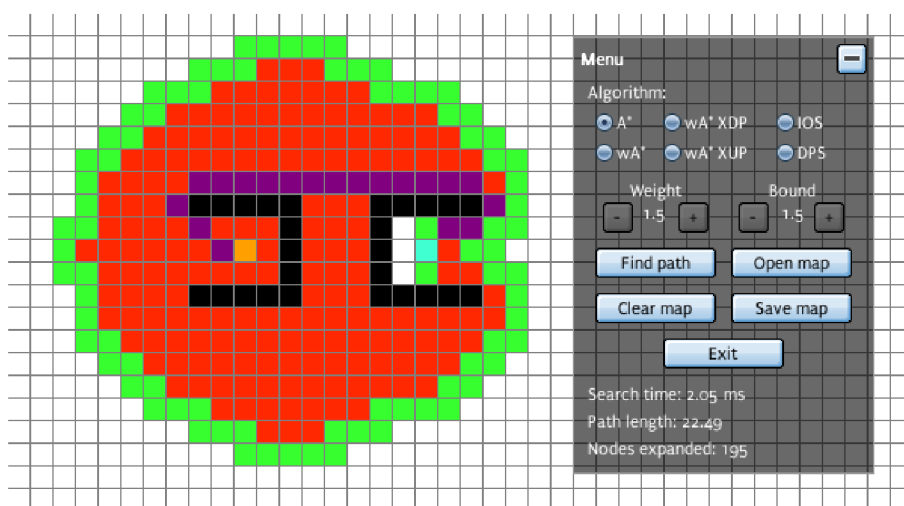 Menu
Algorithm:
A* wA* XDP IOS
wA* wA* XUP DPS
Weight Bound
- 1.5 + - 1.5 +
Find path Open map
Clear map Save map
Exit
Search time: 2.05 ms
Path length: 22.49
Nodes expanded: 195